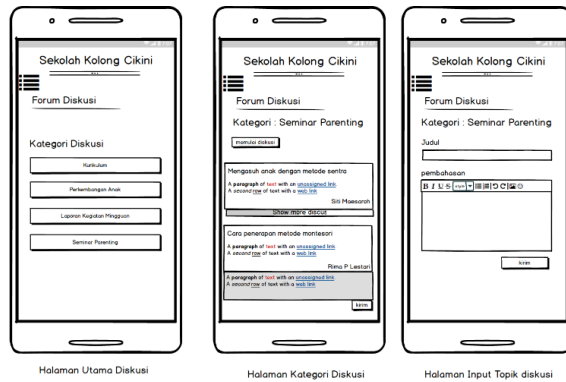 Sekolah Kolong Cikini
Forum Diskusi
Kategori Diskusi
Kurikulum
Perkembangan Anak
Laporan Kegiatan Mingguan
Seminar Parenting
Halaman Utama Diskusi
Sekolah Kolong Cikini
Forum Diskusi
Kategori : Seminar Parenting
memulai diskusi
Mengasuh anak dengan metode sentra
A paragraph of text with an unassigned link
A second row of text with a web link
Siti Maesaroh
Show more discus
Cara penerapan metode montesori
A paragraph of text with an unassigned link
A second row of text with a web link
Rima P Lestari
A paragraph of text with an unassigned link
A second row of text with a web link
kirim
Halaman Kategori Diskusi
Sekolah Kolong Cikini
Forum Diskusi
Kategori : Seminar Parenting
Judul
pembahasan
B I U S
kirim
Halaman Input Topik diskusi